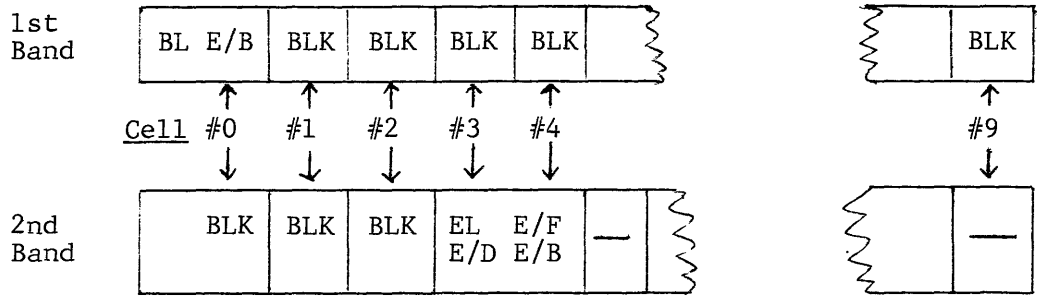 1st
Band
BL E/B BLK BLK BLK BLK BLK
Cell #0 #1 #2 #3 #4 #9
2nd
Band
BLK BLK BLK EL E/F — —
E/D E/B